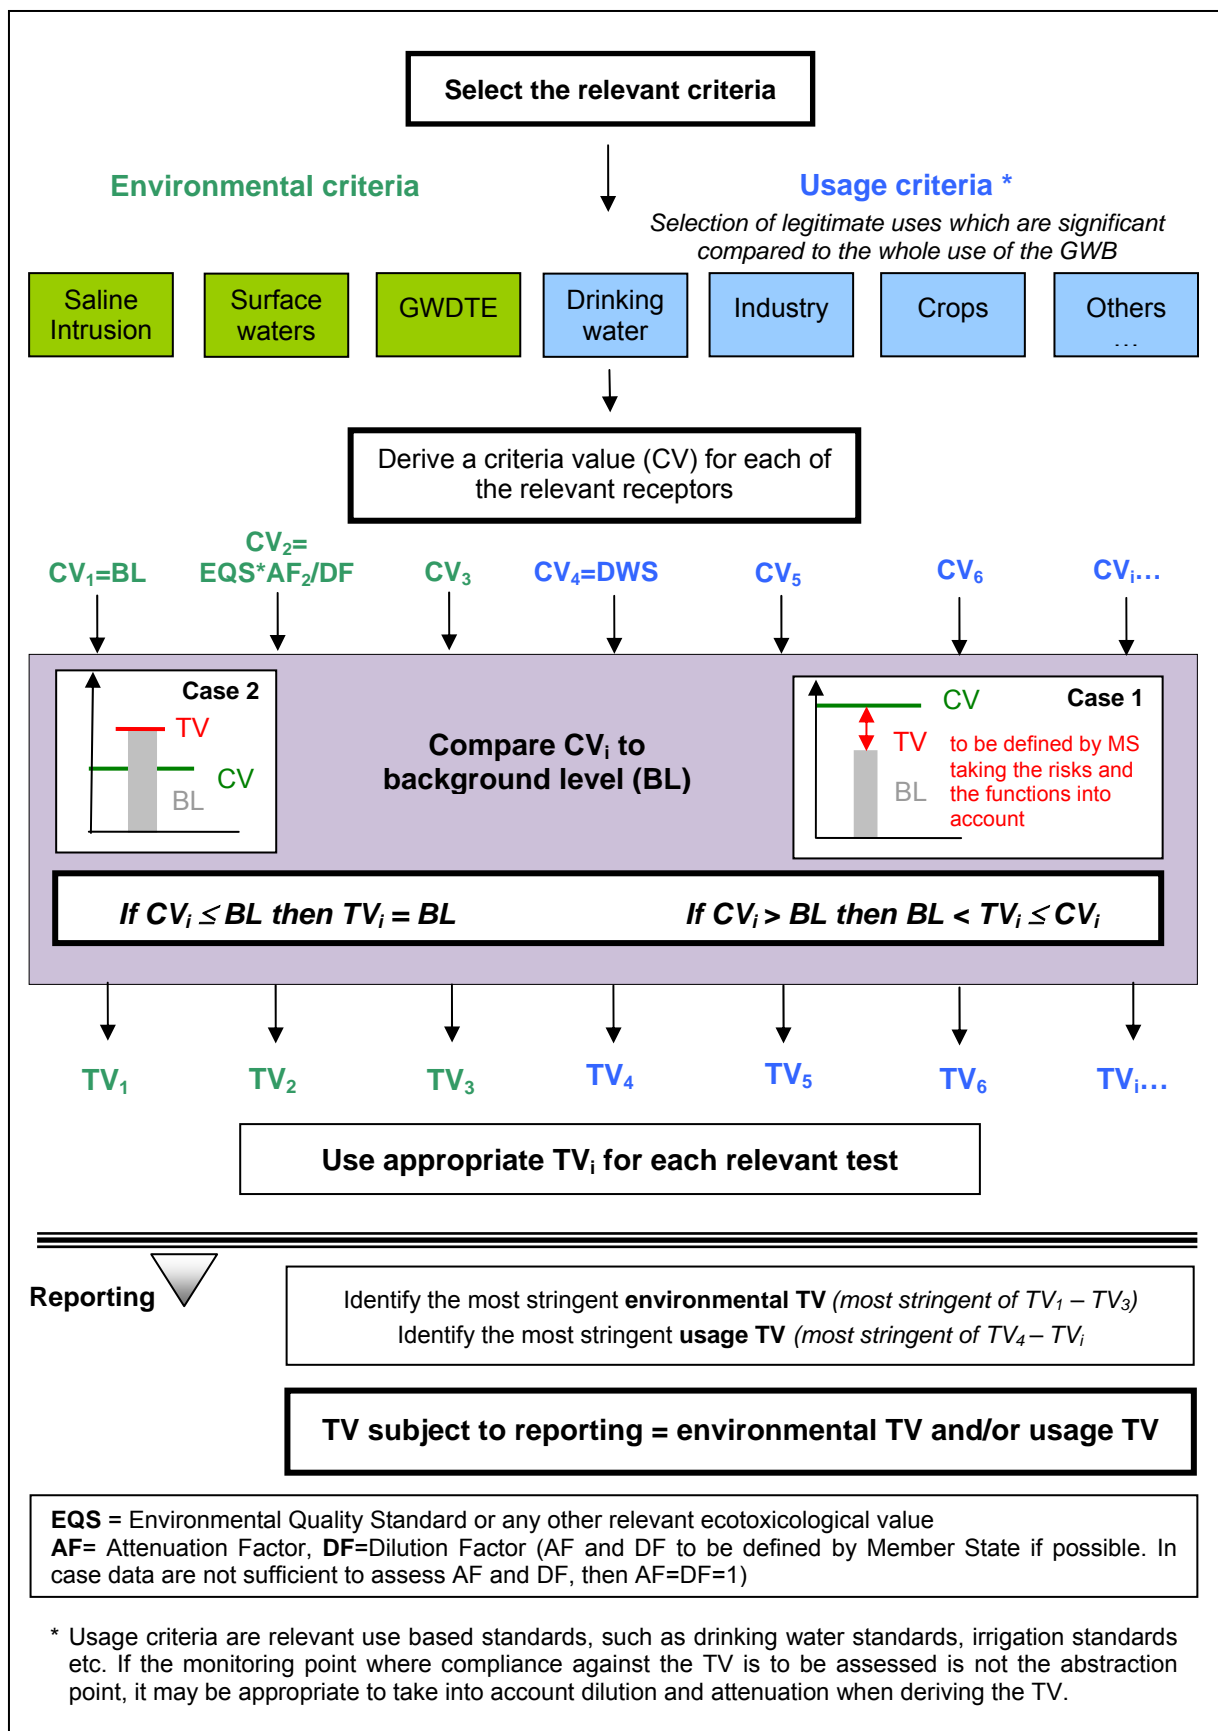 Select the relevant criteria
Environmental criteria
Usage criteria *
Selection of legitimate uses which are significant
compared to the whole use of the GWB
Saline
Intrusion
Surface
waters
GWDTE
Drinking
water
Industry
Crops
Others
…
Derive a criteria value (CV) for each of
the relevant receptors
CV₁=BL
CV₂=
EQS*AF₂/DF
CV₃
CV₄=DWS
CV₅
CV₆
CVᵢ…
Case 2
TV
CV
BL
Compare CVᵢ to
background level (BL)
Case 1
CV
TV
BL
to be defined by MS
taking the risks and
the functions into
account
If CVᵢ ≤ BL then TVᵢ = BL
If CVᵢ > BL then BL < TVᵢ ≤ CVᵢ
TV₁
TV₂
TV₃
TV₄
TV₅
TV₆
TVᵢ…
Use appropriate TVᵢ for each relevant test
Reporting
Identify the most stringent environmental TV (most stringent of TV₁ – TV₃)
Identify the most stringent usage TV (most stringent of TV₄ – TVᵢ
TV subject to reporting = environmental TV and/or usage TV
EQS = Environmental Quality Standard or any other relevant ecotoxicological value
AF= Attenuation Factor, DF=Dilution Factor (AF and DF to be defined by Member State if possible. In
case data are not sufficient to assess AF and DF, then AF=DF=1)
* Usage criteria are relevant use based standards, such as drinking water standards, irrigation standards
etc. If the monitoring point where compliance against the TV is to be assessed is not the abstraction
point, it may be appropriate to take into account dilution and attenuation when deriving the TV.